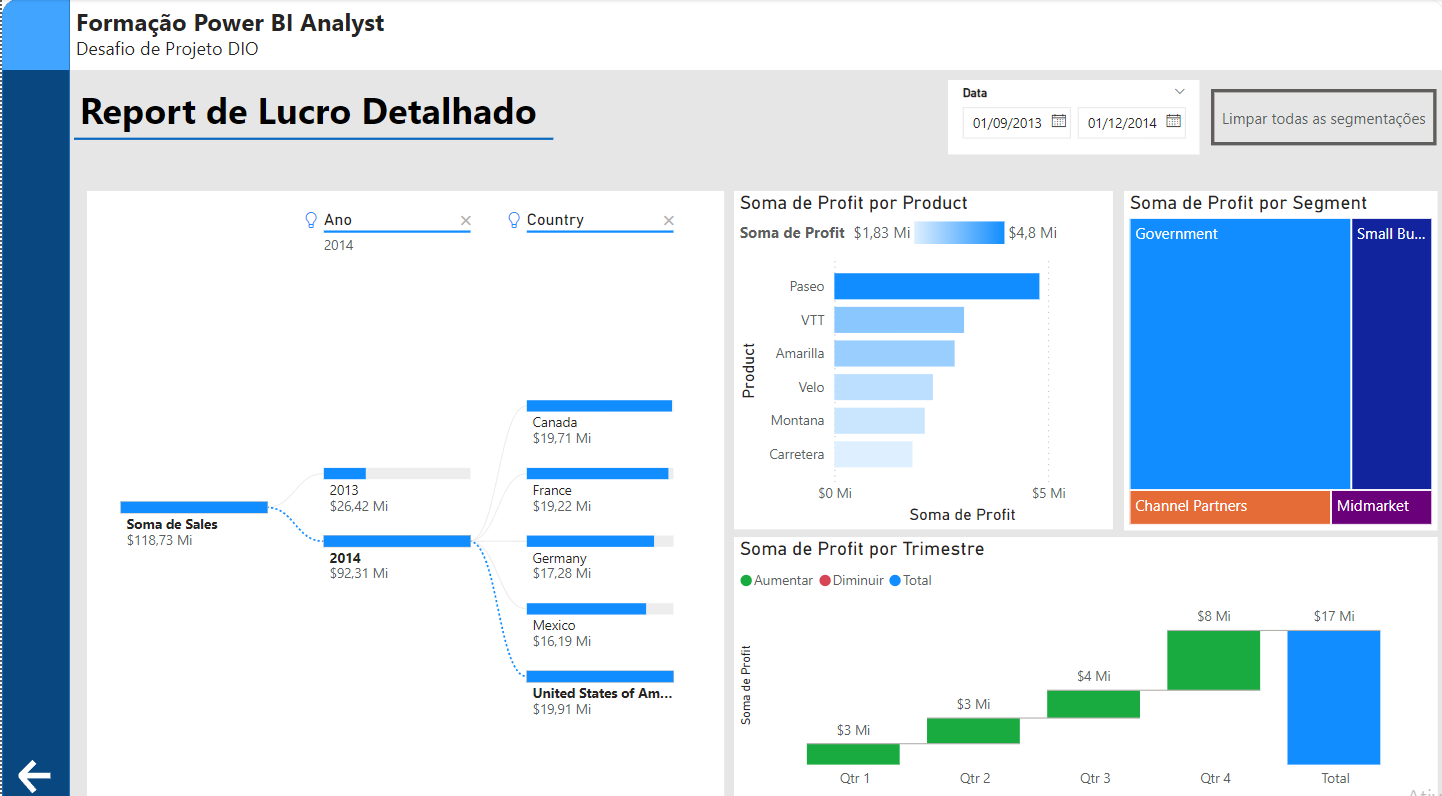 Formação Power BI Analyst
Desafio de Projeto DIO
Report de Lucro Detalhado
Data
01/09/2013
01/12/2014
Limpar todas as segmentações
Ano
2014
Country
Soma de Sales
$118,73 Mi
2013
$26,42 Mi
2014
$92,31 Mi
Canada
$19,71 Mi
France
$19,22 Mi
Germany
$17,28 Mi
Mexico
$16,19 Mi
United States of Am...
$19,91 Mi
Soma de Profit por Product
Soma de Profit $1,83 Mi $4,8 Mi
Product
Paseo
VTT
Amarilla
Velo
Montana
Carretera
$0 Mi $5 Mi
Soma de Profit
Soma de Profit por Segment
Government
Small Bu...
Channel Partners
Midmarket
Soma de Profit por Trimestre
Aumentar Diminuir Total
Soma de Profit
$3 Mi
$3 Mi
$4 Mi
$8 Mi
$17 Mi
Qtr 1 Qtr 2 Qtr 3 Qtr 4 Total